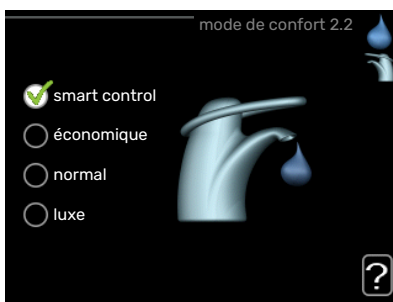 mode de confort 2.2
smart control
économique
normal
luxe
?